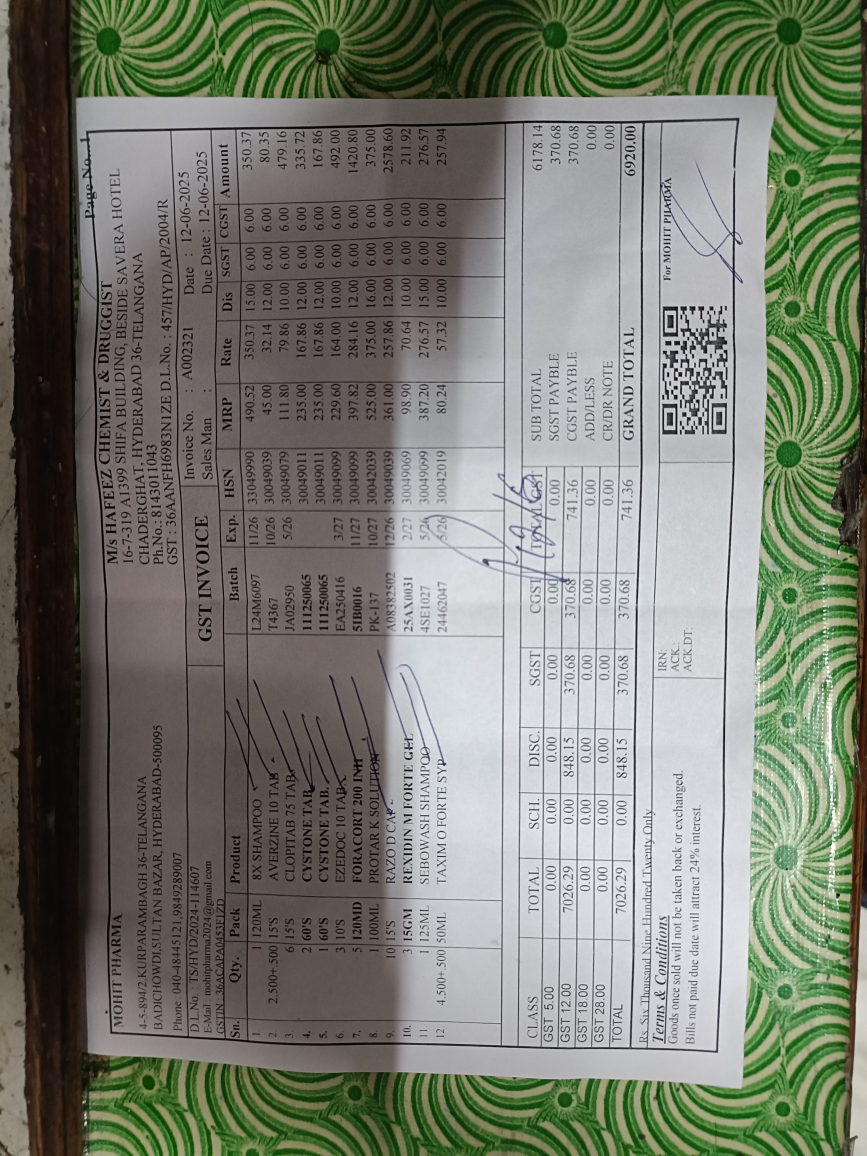 Page No. 1
MOHIT PHARMA
4-5-894/2,KURPARAMBAGH 36-TELANGANA
BADICHOWDI,SULTAN BAZAR, HYDERABAD-500095
Phone :040-48445121,9849289007
D.L.No. : TS/HYD/2024-114607
E-Mail : mohitpharma2024@gmail.com
GSTIN : 36ACAPA0453F1ZD
M/s HAFEEZ CHEMIST & DRUGGIST
16-7-319 A1399 SHIFA BUILDING, BESIDE SAVERA HOTEL
CHADERGHAT, HYDERABAD 36-TELANGANA
Ph.No.: 8143011043
GST : 36AANFH6983N1ZE D.L.No. : 457/HYD/AP/2004/R
GST INVOICE
Invoice No. : A002321 Date : 12-06-2025
Sales Man : Due Date : 12-06-2025
Sn. Qty. Pack Product Batch Exp. HSN MRP Rate Dis SGST CGST Amount
1. 1 120ML 8X SHAMPOO L24M6097 11/26 33049990 490.52 350.37 15.00 6.00 6.00 350.37
2. 2.500+.500 15'S AVERZINE 10 TAB T4367 10/26 30049039 45.00 32.14 12.00 6.00 6.00 80.35
3. 6 15'S CLOPITAB 75 TAB JA02950 5/26 30049079 111.80 79.86 10.00 6.00 6.00 479.16
4. 2 60'S CYSTONE TAB. 111250065 30049011 235.00 167.86 12.00 6.00 6.00 335.72
5. 1 60'S CYSTONE TAB. 111250065 30049011 235.00 167.86 12.00 6.00 6.00 167.86
6. 3 10'S EZEDOC 10 TAB EA250416 3/27 30049099 229.60 164.00 10.00 6.00 6.00 492.00
7. 5 120MD FORACORT 200 INH 51B0016 11/27 30049099 397.82 284.16 12.00 6.00 6.00 1420.80
8. 1 100ML PROTAR K SOLUTION PK-137 10/27 30042039 525.00 375.00 16.00 6.00 6.00 375.00
9. 10 15'S RAZO D CAP A08382502 12/26 30049039 361.00 257.86 12.00 6.00 6.00 2578.60
10. 3 15GM REXIDIN M FORTE GEL 25AX0031 2/27 30049069 98.90 70.64 10.00 6.00 6.00 211.92
11 1 125ML SEBOWASH SHAMPOO 4SE1027 5/26 30049099 387.20 276.57 15.00 6.00 6.00 276.57
12 4.500+.500 50ML TAXIM O FORTE SYP 24462047 5/26 30042019 80.24 57.32 10.00 6.00 6.00 257.94
CLASS TOTAL SCH. DISC. SGST CGST TOTAL GST
GST 5.00 0.00 0.00 0.00 0.00 0.00 0.00
GST 12.00 7026.29 0.00 848.15 370.68 370.68 741.36
GST 18.00 0.00 0.00 0.00 0.00 0.00 0.00
GST 28.00 0.00 0.00 0.00 0.00 0.00 0.00
TOTAL 7026.29 0.00 848.15 370.68 370.68 741.36
SUB TOTAL 6178.14
SGST PAYBLE 370.68
CGST PAYBLE 370.68
ADD/LESS 0.00
CR/DR NOTE 0.00
GRAND TOTAL 6920.00
Rs Six Thousand Nine Hundred Twenty Only
Terms & Conditions
Goods once sold will not be taken back or exchanged.
Bills not paid due date will attract 24% interest.
IRN:
ACK.:
ACK.DT:
For MOHIT PHARMA